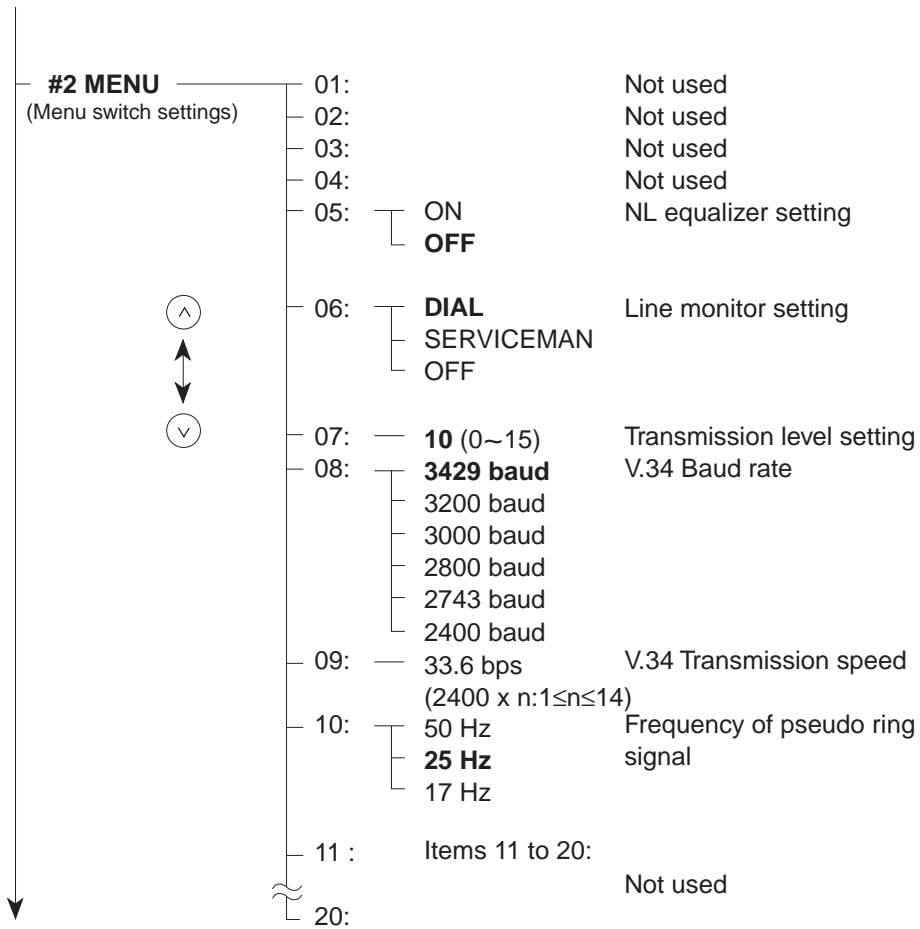 #2 MENU 01: Not used
(Menu switch settings) 02: Not used
03: Not used
04: Not used
05: ON NL equalizer setting
OFF
06: DIAL Line monitor setting
SERVICEMAN
OFF
07: 10 (0~15) Transmission level setting
08: 3429 baud V.34 Baud rate
3200 baud
3000 baud
2800 baud
2743 baud
2400 baud
09: 33.6 bps V.34 Transmission speed
(2400 x n:1≤n≤14)
10: 50 Hz Frequency of pseudo ring
25 Hz signal
17 Hz
11 : Items 11 to 20:
Not used
20: